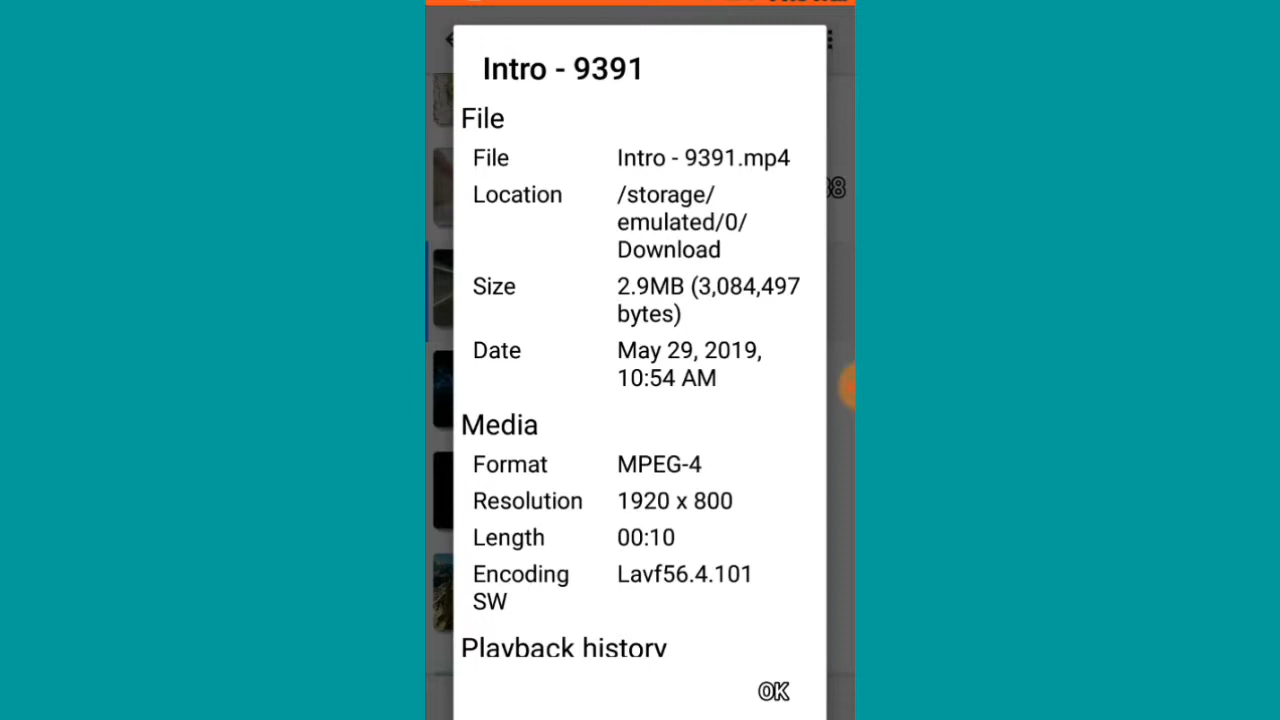 Intro - 9391
File
File Intro - 9391.mp4
Location /storage/
emulated/0/
Download
Size 2.9MB (3,084,497
bytes)
Date May 29, 2019,
10:54 AM
Media
Format MPEG-4
Resolution 1920 x 800
Length 00:10
Encoding Lavf56.4.101
SW
Playback history
OK